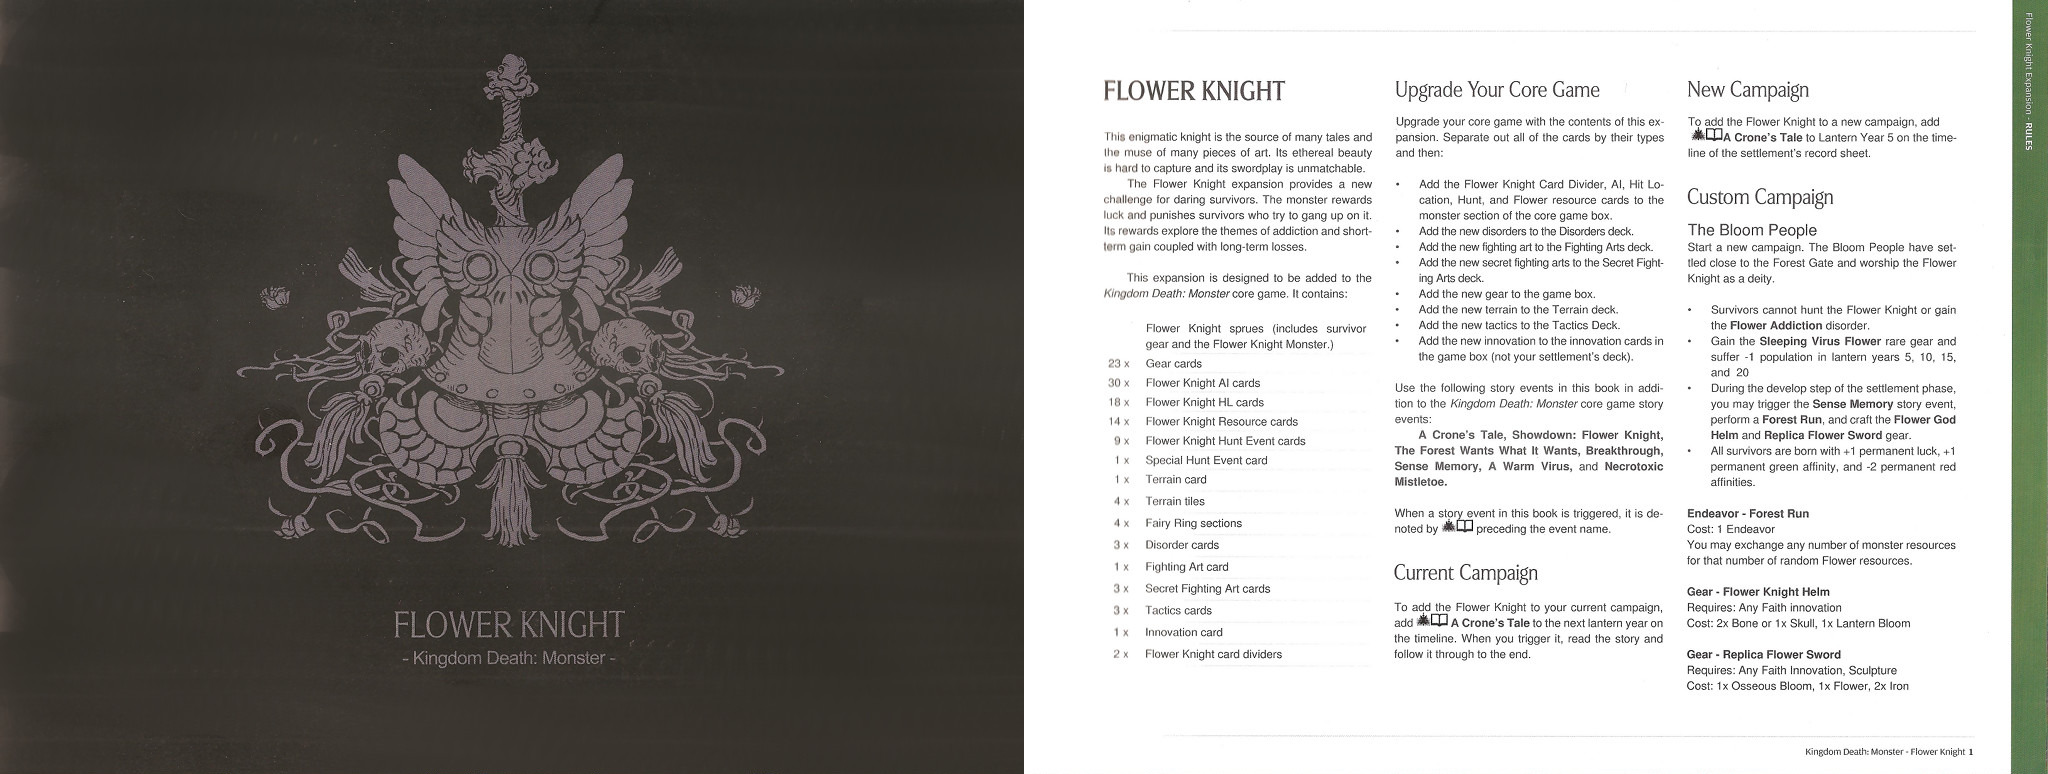 FLOWER KNIGHT
- Kingdom Death: Monster -
FLOWER KNIGHT
This enigmatic knight is the source of many tales and
the muse of many pieces of art. Its ethereal beauty
is hard to capture and its swordplay is unmatchable.
The Flower Knight expansion provides a new
challenge for daring survivors. The monster rewards
luck and punishes survivors who try to gang up on it.
Its rewards explore the themes of addiction and short-
term gain coupled with long-term losses.
This expansion is designed to be added to the
Kingdom Death: Monster core game. It contains:
Flower Knight sprues (includes survivor
gear and the Flower Knight Monster.)
23 x Gear cards
30 x Flower Knight AI cards
18 x Flower Knight HL cards
14 x Flower Knight Resource cards
9 x Flower Knight Hunt Event cards
1 x Special Hunt Event card
1 x Terrain card
4 x Terrain tiles
4 x Fairy Ring sections
3 x Disorder cards
1 x Fighting Art card
3 x Secret Fighting Art cards
3 x Tactics cards
1 x Innovation card
2 x Flower Knight card dividers
Upgrade Your Core Game
Upgrade your core game with the contents of this ex-
pansion. Separate out all of the cards by their types
and then:
• Add the Flower Knight Card Divider, AI, Hit Lo-
cation, Hunt, and Flower resource cards to the
monster section of the core game box.
• Add the new disorders to the Disorders deck.
• Add the new fighting art to the Fighting Arts deck.
• Add the new secret fighting arts to the Secret Fight-
ing Arts deck.
• Add the new gear to the game box.
• Add the new terrain to the Terrain deck.
• Add the new tactics to the Tactics Deck.
• Add the new innovation to the innovation cards in
the game box (not your settlement's deck).
Use the following story events in this book in addi-
tion to the Kingdom Death: Monster core game story
events:
A Crone's Tale, Showdown: Flower Knight,
The Forest Wants What It Wants, Breakthrough,
Sense Memory, A Warm Virus, and Necrotoxic
Mistletoe.
When a story event in this book is triggered, it is de-
noted by preceding the event name.
Current Campaign
To add the Flower Knight to your current campaign,
add A Crone's Tale to the next lantern year on
the timeline. When you trigger it, read the story and
follow it through to the end.
New Campaign
To add the Flower Knight to a new campaign, add
A Crone's Tale to Lantern Year 5 on the time-
line of the settlement's record sheet.
Custom Campaign
The Bloom People
Start a new campaign. The Bloom People have set-
tled close to the Forest Gate and worship the Flower
Knight as a deity.
• Survivors cannot hunt the Flower Knight or gain
the Flower Addiction disorder.
• Gain the Sleeping Virus Flower rare gear and
suffer -1 population in lantern years 5, 10, 15,
and 20
• During the develop step of the settlement phase,
you may trigger the Sense Memory story event,
perform a Forest Run, and craft the Flower God
Helm and Replica Flower Sword gear.
• All survivors are born with +1 permanent luck, +1
permanent green affinity, and -2 permanent red
affinities.
Endeavor - Forest Run
Cost: 1 Endeavor
You may exchange any number of monster resources
for that number of random Flower resources.
Gear - Flower Knight Helm
Requires: Any Faith innovation
Cost: 2x Bone or 1x Skull, 1x Lantern Bloom
Gear - Replica Flower Sword
Requires: Any Faith Innovation, Sculpture
Cost: 1x Osseous Bloom, 1x Flower, 2x Iron
Kingdom Death: Monster - Flower Knight 1
Flower Knight Expansion - RULES